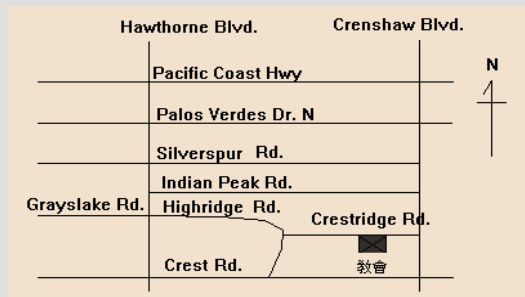 Hawthorne Blvd.
Crenshaw Blvd.
N
Pacific Coast Hwy
Palos Verdes Dr. N
Silverspur Rd.
Indian Peak Rd.
Grayslake Rd.
Highridge Rd.
Crestridge Rd.
Crest Rd.
教會